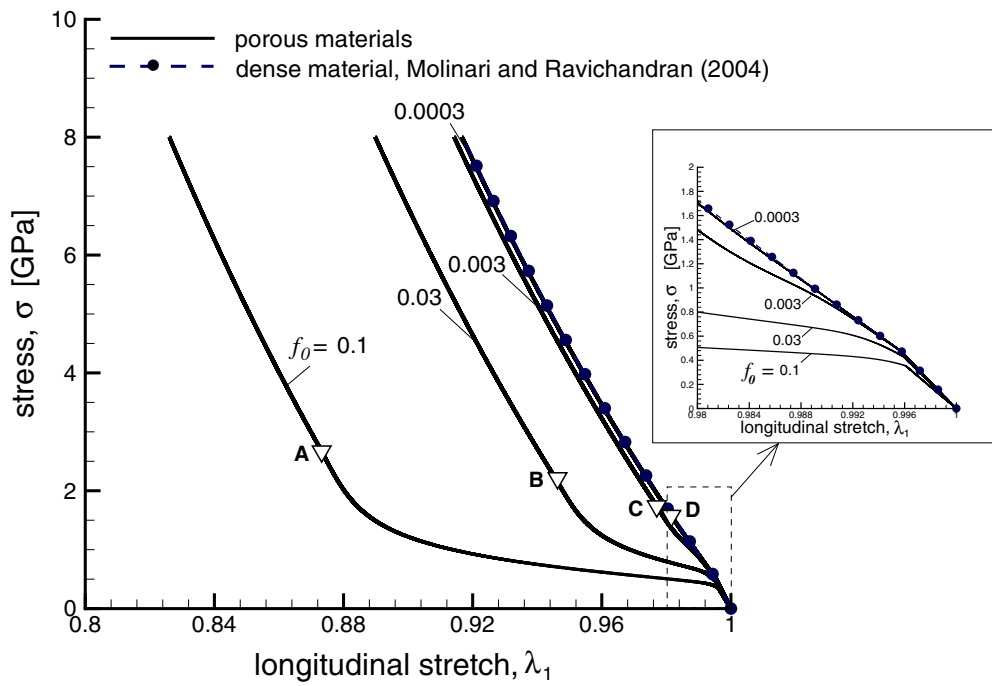 porous materials
dense material, Molinari and Ravichandran (2004)
10
8
6
4
2
0
stress, σ [GPa]
0.8
0.84
0.88
0.92
0.96
1
longitudinal stretch, λ1
0.0003
0.003
0.03
f0 = 0.1
A
B
C
D
2
1.8
1.6
1.4
1.2
1
0.8
0.6
0.4
0.2
0
stress, σ [GPa]
0.0003
0.003
0.03
f0 = 0.1
0.98
0.984
0.988
0.992
0.996
longitudinal stretch, λ1